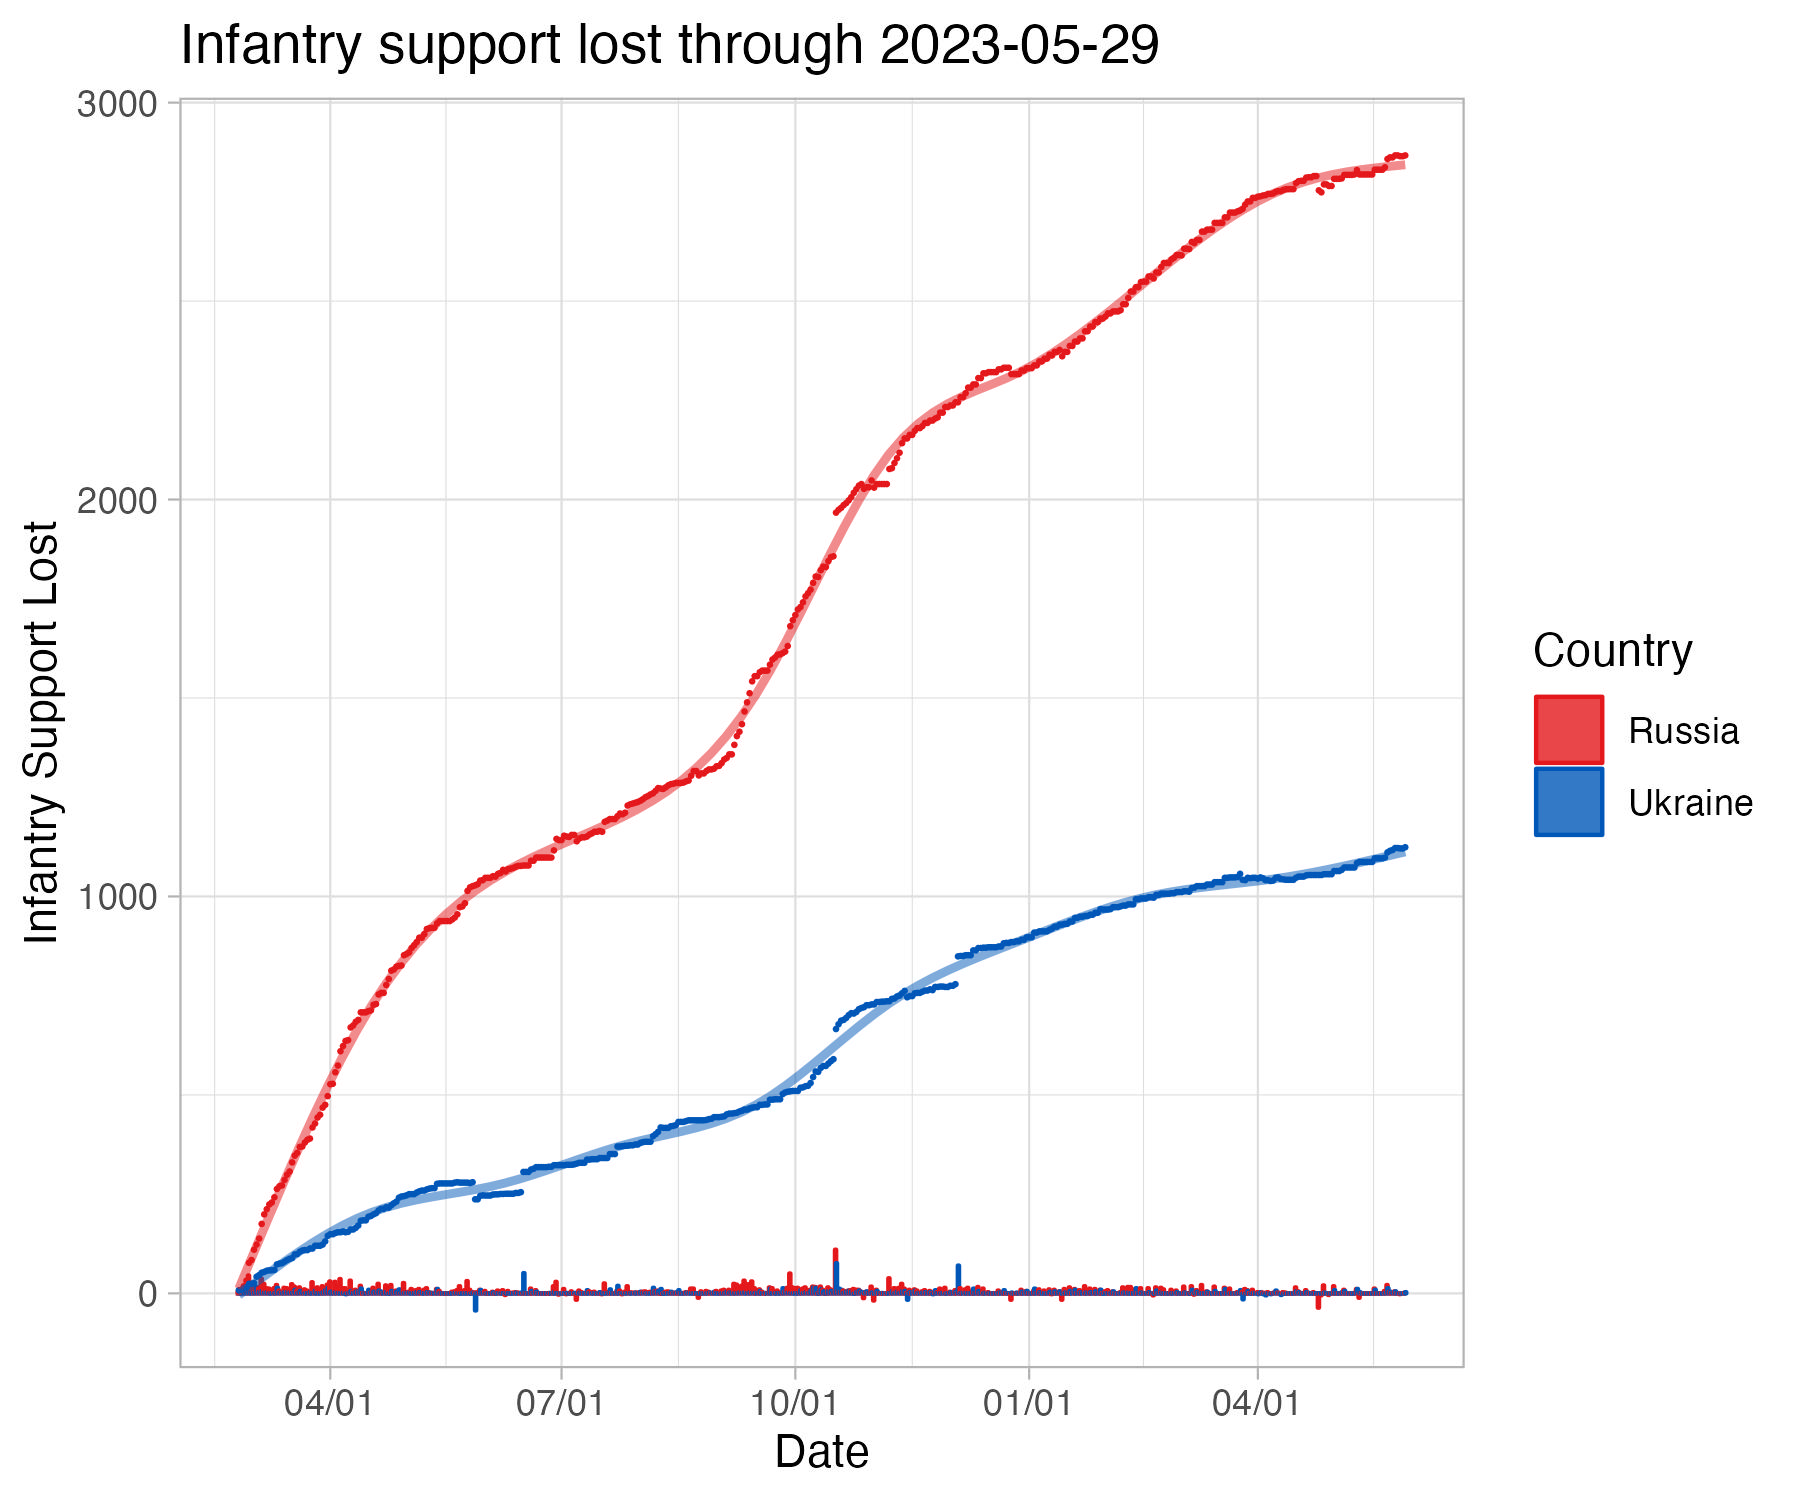 Infantry support lost through 2023-05-29
Infantry Support Lost
3000
2000
1000
0
04/01
07/01
10/01
01/01
04/01
Date
Country
Russia
Ukraine